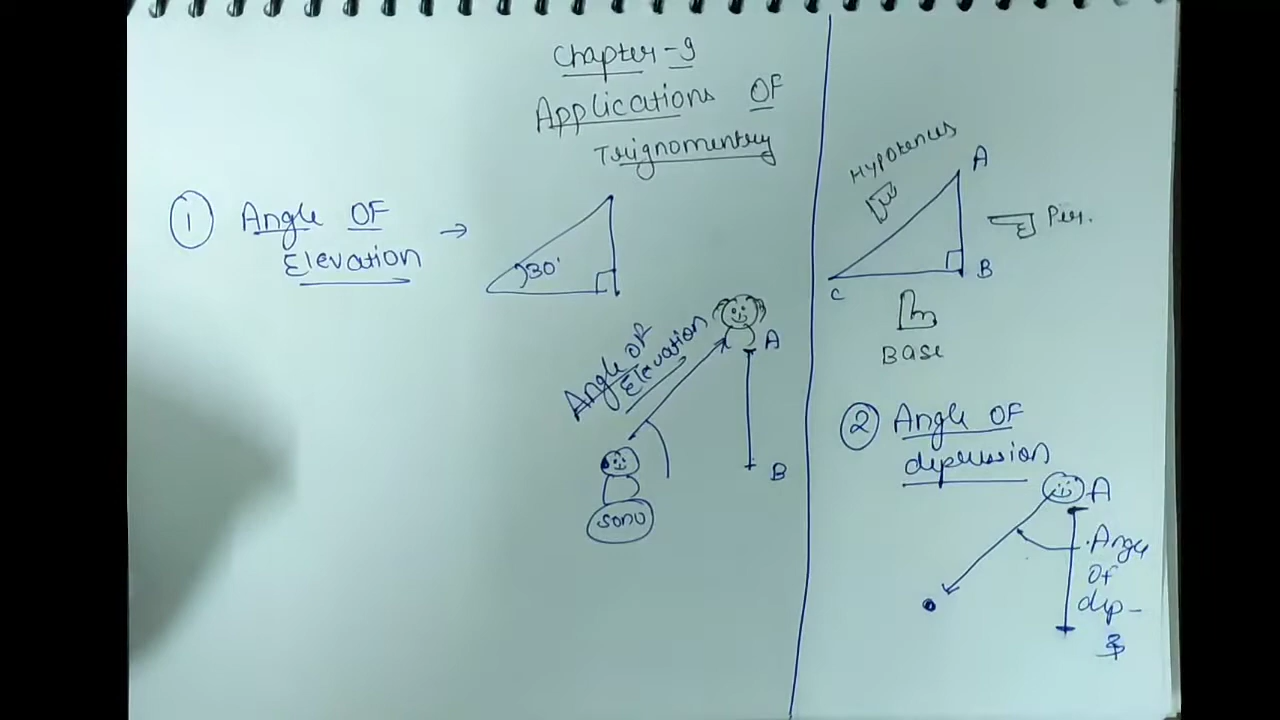 Chapter-9
Applications OF
Trignomentry
① Angle OF
Elevation →
30'
Angle OF
Elevation
A
B
SONU
Hypotences
A
Per.
B
C
Base
② Angle OF
depression
A
Angle
Of
dep-